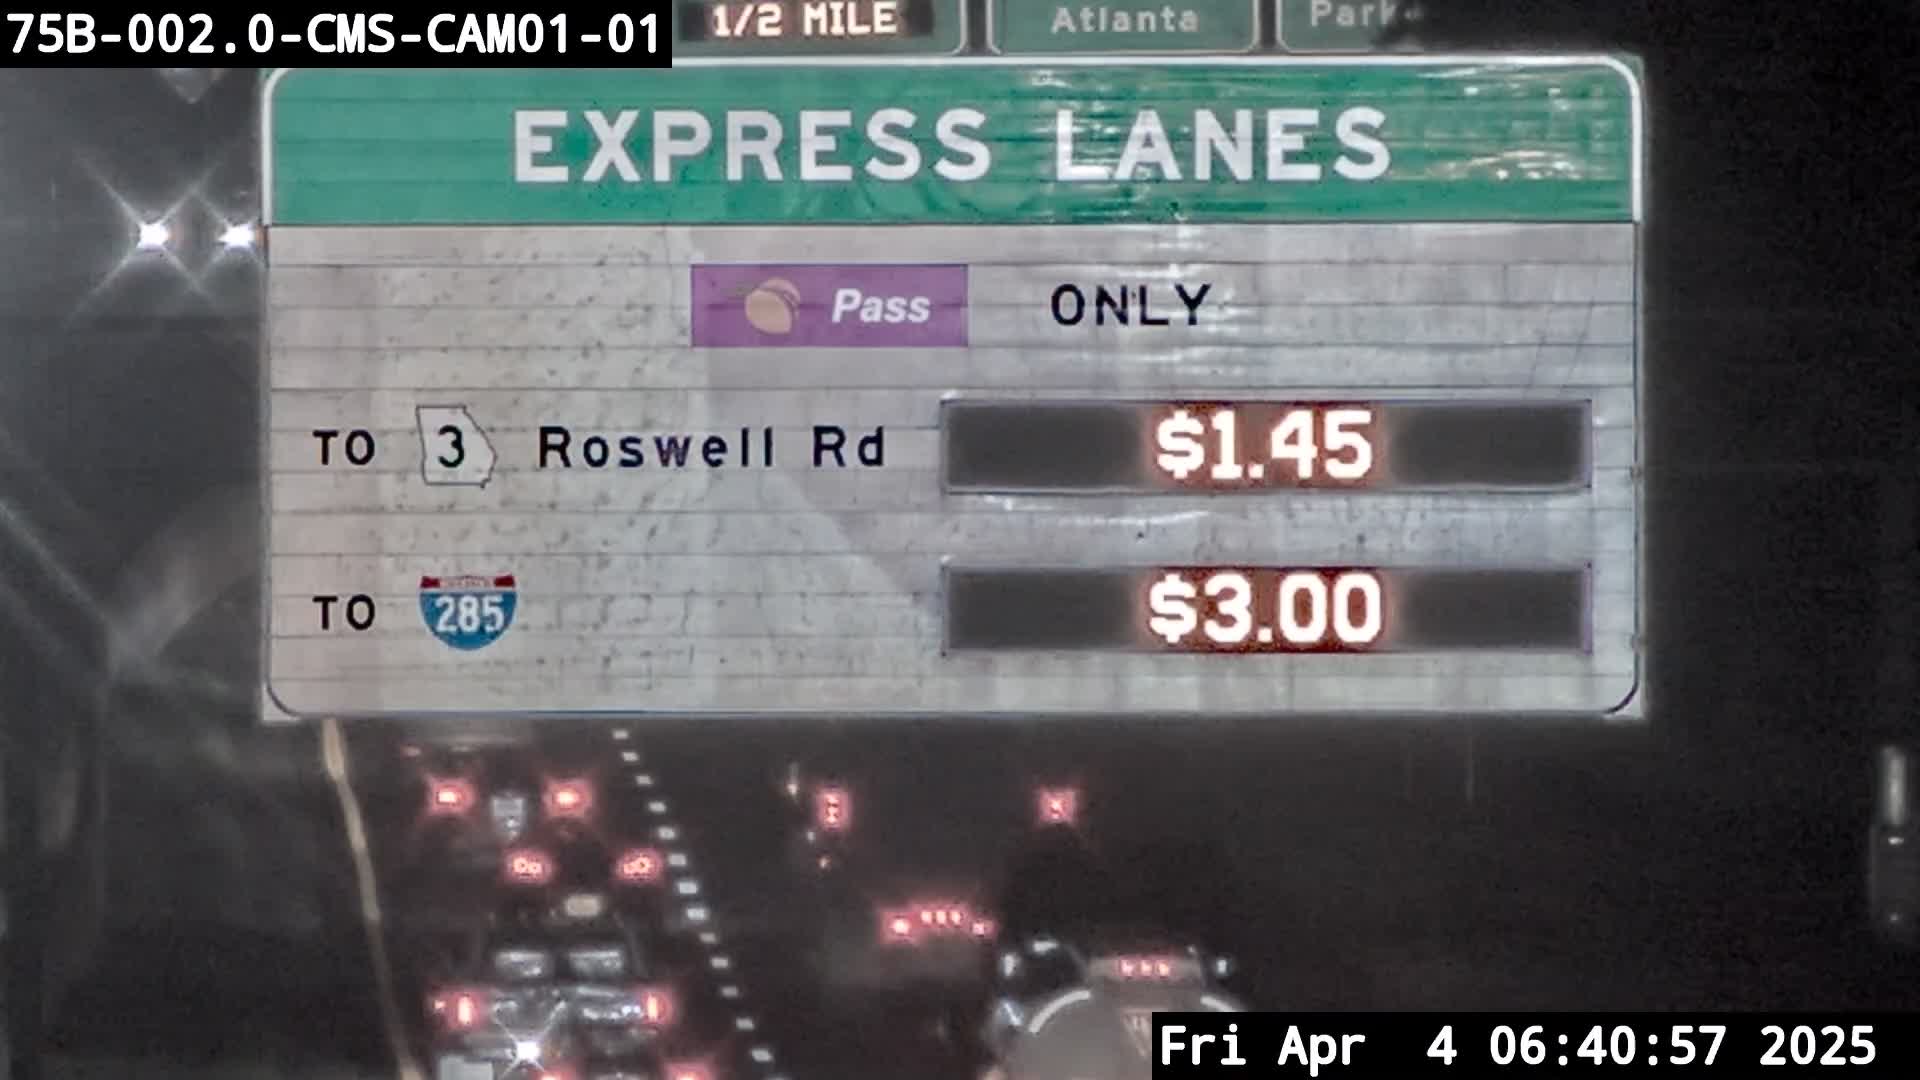 75B-002.0-CMS-CAM01-01
1/2 MILE
Atlanta
Park
EXPRESS LANES
Pass ONLY
TO 3 Roswell Rd $1.45
TO 285 $3.00
Fri Apr 4 06:40:57 2025